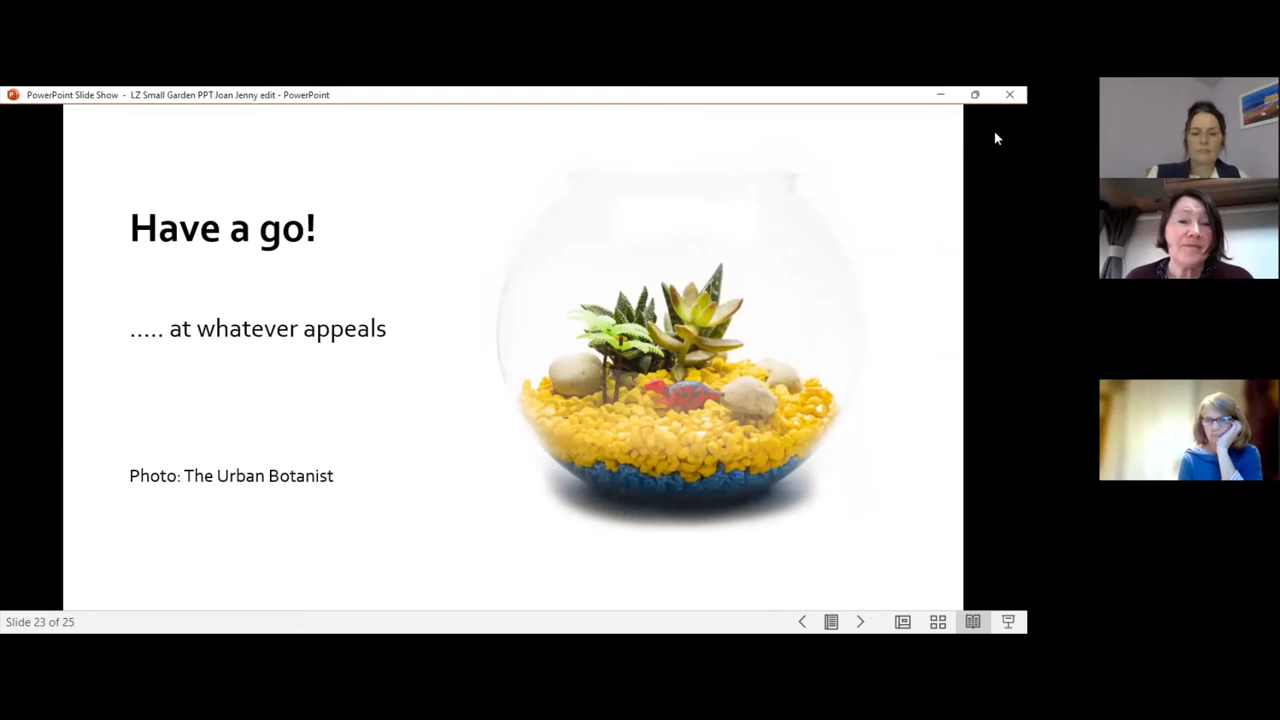 PowerPoint Slide Show - LZ Small Garden PPT Joan Jenny edit - PowerPoint
Have a go!
..... at whatever appeals
Photo: The Urban Botanist
Slide 23 of 25